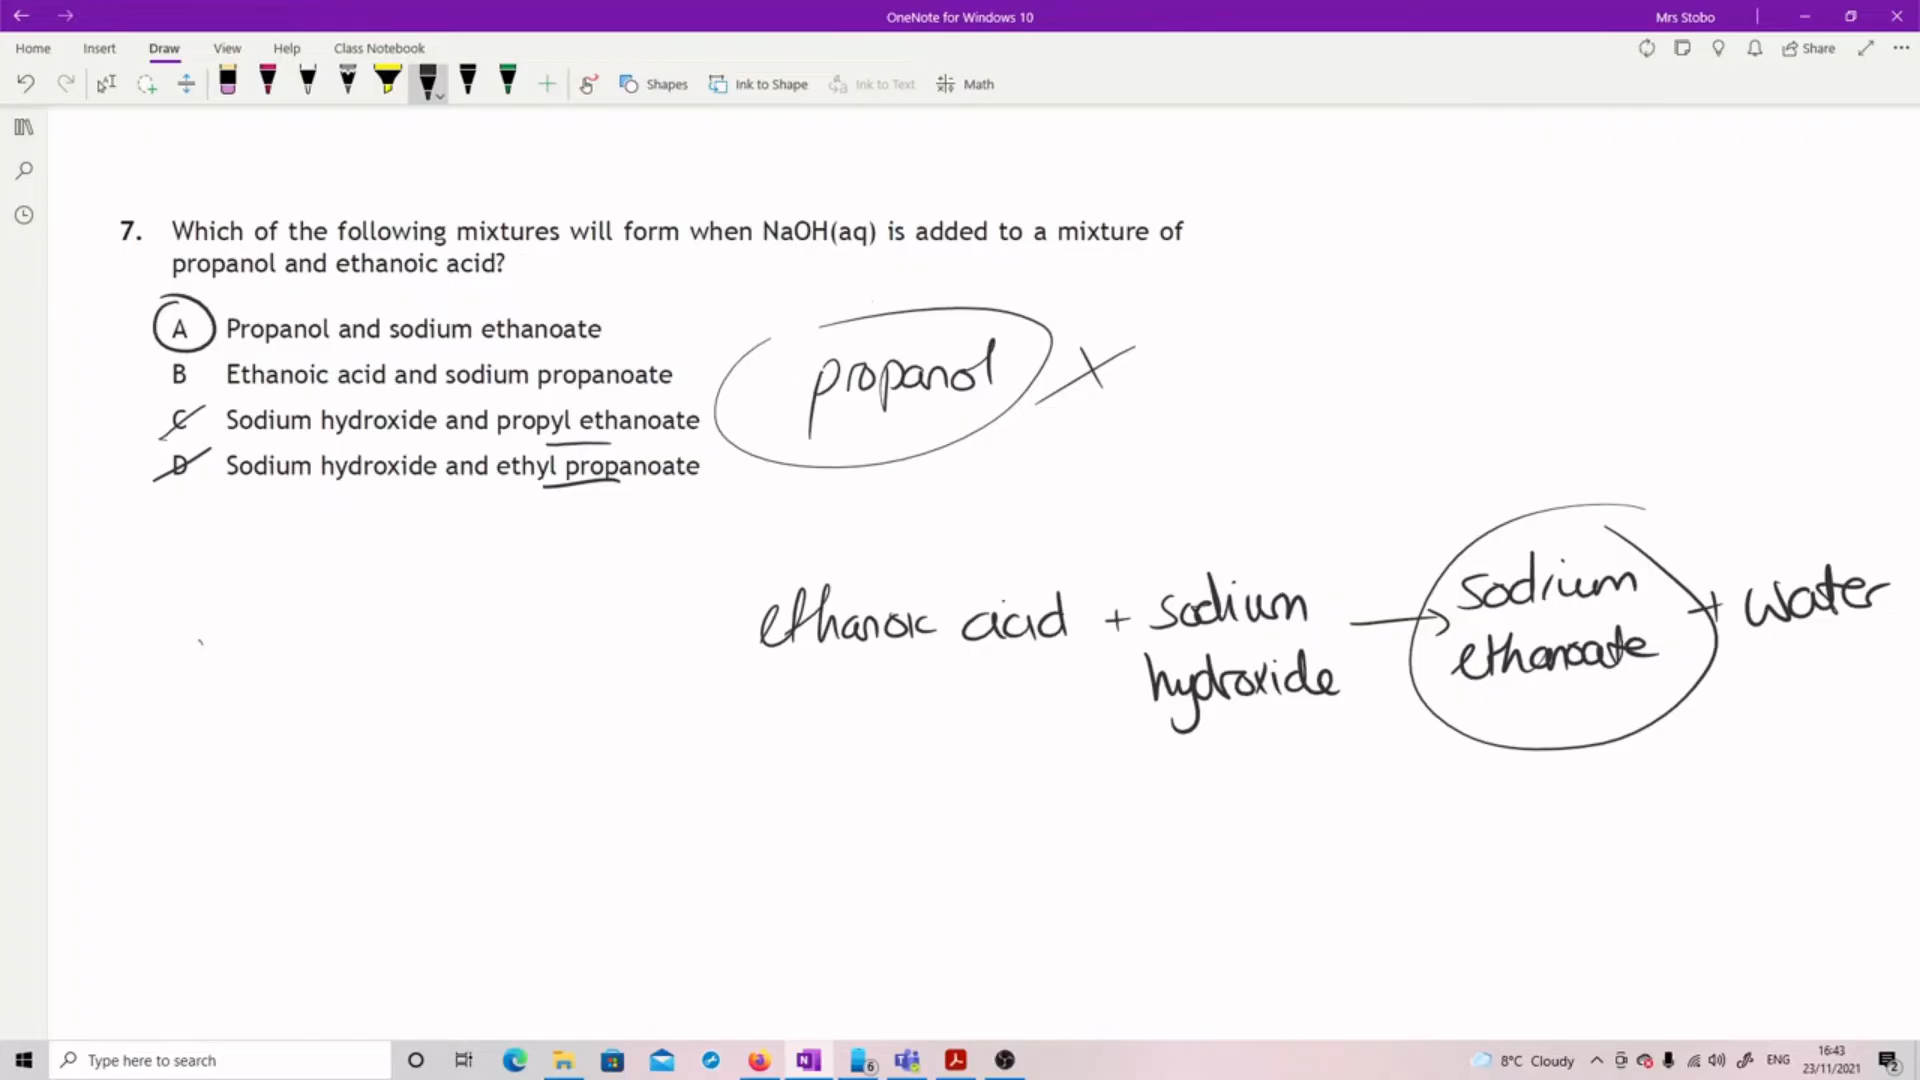 OneNote for Windows 10
Mrs Stobo
Home Insert Draw View Help Class Notebook
Share
Shapes Ink to Shape Ink to Text Math
7. Which of the following mixtures will form when NaOH(aq) is added to a mixture of
propanol and ethanoic acid?
A Propanol and sodium ethanoate
B Ethanoic acid and sodium propanoate
C Sodium hydroxide and propyl ethanoate
D Sodium hydroxide and ethyl propanoate
propanol
ethanoic acid + sodium hydroxide → sodium ethanoate + water
Type here to search
6
8°C Cloudy
ENG
16:43
23/11/2021
2